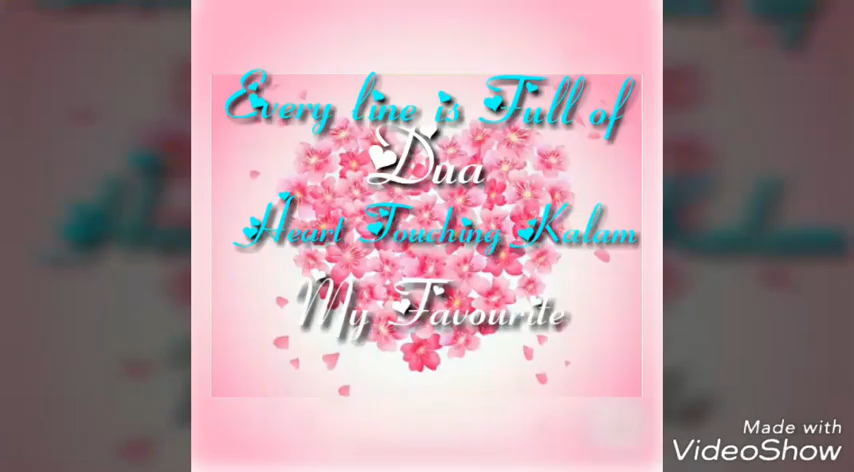 Every line is Full of
Dua
Heart Touching Kalam
My Favourite
Made with
VideoShow